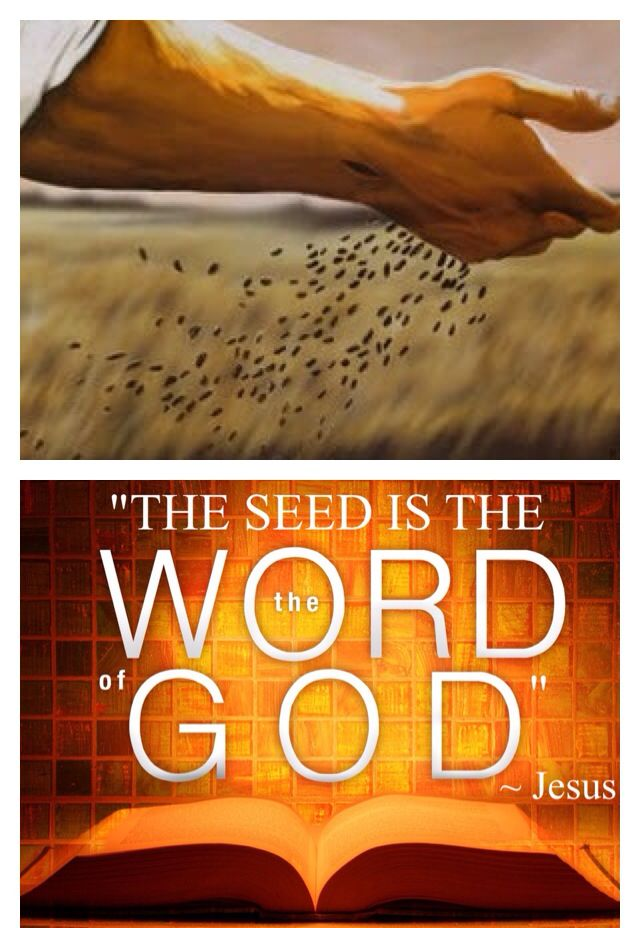 "THE SEED IS THE
WORD
the
of GOD"
~ Jesus